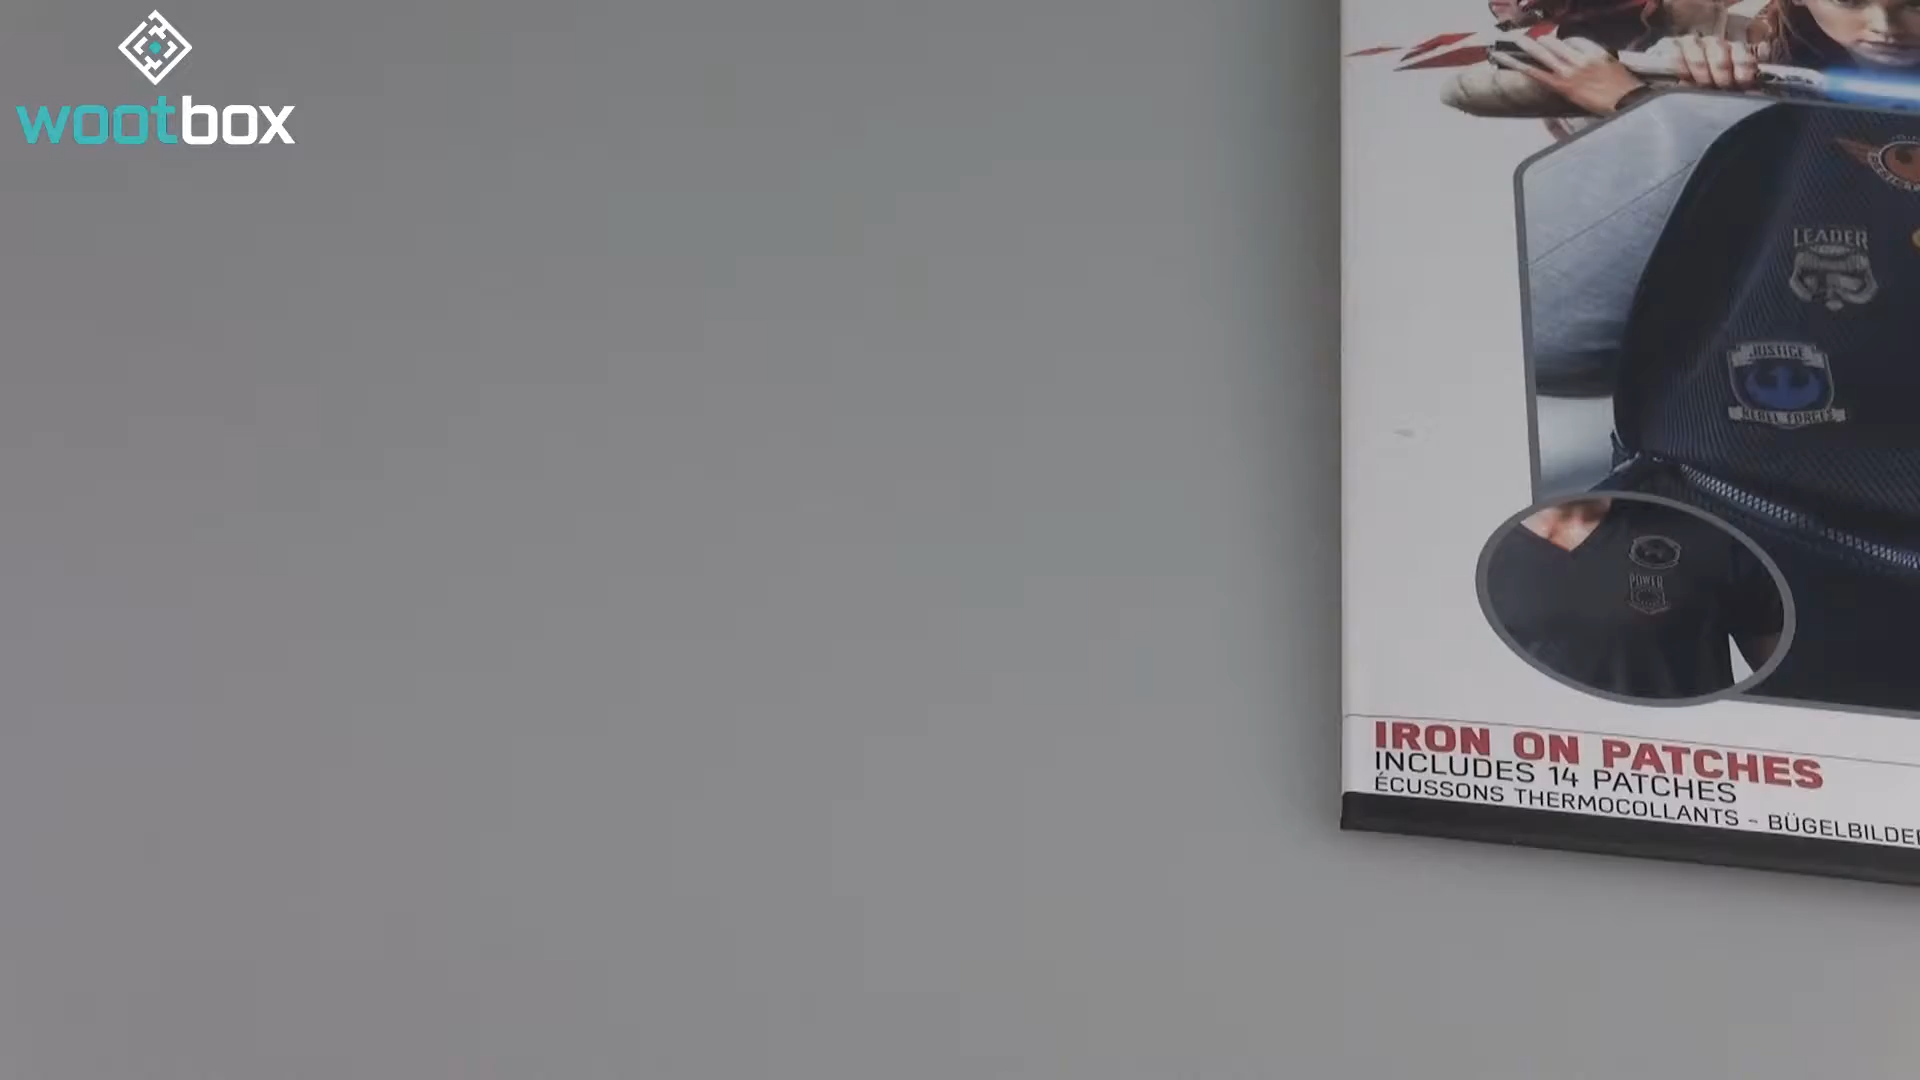 wootbox
LEADER
JUSTICE
REBEL FORCES
POWER
IRON ON PATCHES
INCLUDES 14 PATCHES
ÉCUSSONS THERMOCOLLANTS - BÜGELBILDE